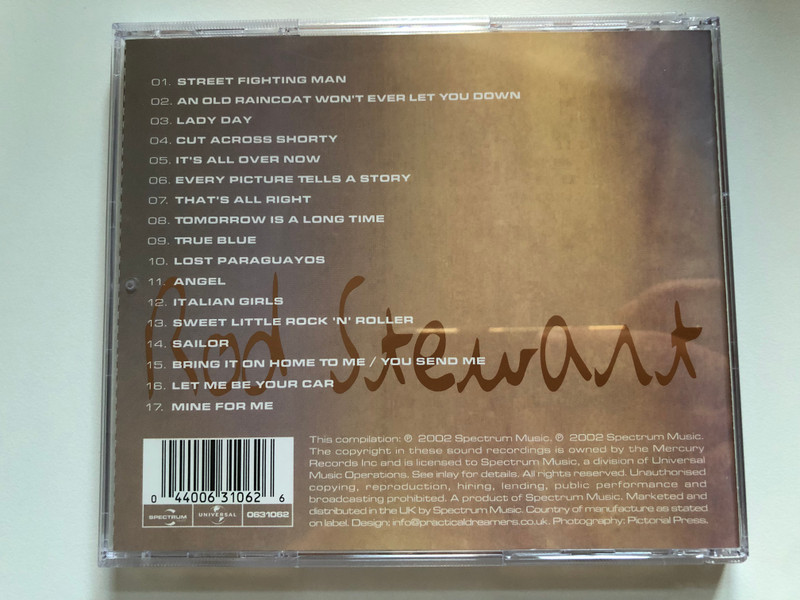 01. STREET FIGHTING MAN
02. AN OLD RAINCOAT WON'T EVER LET YOU DOWN
03. LADY DAY
04. CUT ACROSS SHORTY
05. IT'S ALL OVER NOW
06. EVERY PICTURE TELLS A STORY
07. THAT'S ALL RIGHT
08. TOMORROW IS A LONG TIME
09. TRUE BLUE
10. LOST PARAGUAYOS
11. ANGEL
12. ITALIAN GIRLS
13. SWEET LITTLE ROCK 'N' ROLLER
14. SAILOR
15. BRING IT ON HOME TO ME / YOU SEND ME
16. LET ME BE YOUR CAR
17. MINE FOR ME
Rod Stewart
This compilation: ℗ 2002 Spectrum Music. ℗ 2002 Spectrum Music.
The copyright in these sound recordings is owned by the Mercury
Records Inc and is licensed to Spectrum Music, a division of Universal
Music Operations. See inlay for details. All rights reserved. Unauthorised
copying, reproduction, hiring, lending, public performance and
broadcasting prohibited. A product of Spectrum Music. Marketed and
distributed in the UK by Spectrum Music. Country of manufacture as stated
on label. Design: info@practicaldreamers.co.uk. Photography: Pictorial Press.
0 44006 31062 6
SPECTRUM
UNIVERSAL
0631062